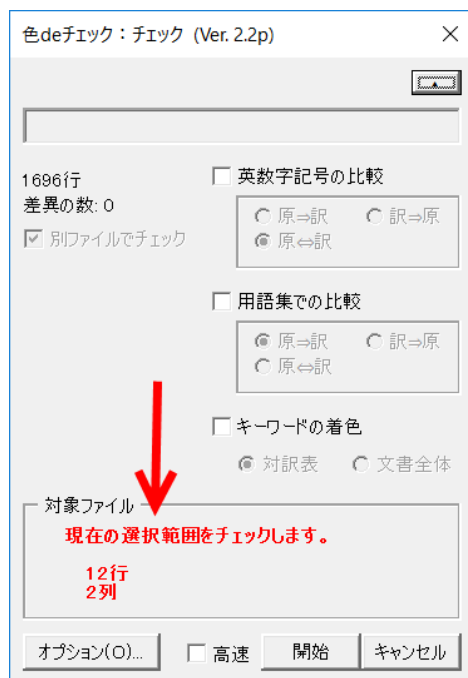 色deチェック：チェック (Ver. 2.2p)
1696行
差異の数: 0
別ファイルでチェック
英数字記号の比較
原⇒訳 訳⇒原
原⇔訳
用語集での比較
原⇒訳 訳⇒原
原⇔訳
キーワードの着色
対訳表 文書全体
対象ファイル
現在の選択範囲をチェックします。
12行
2列
オプション(O)... 高速 開始 キャンセル